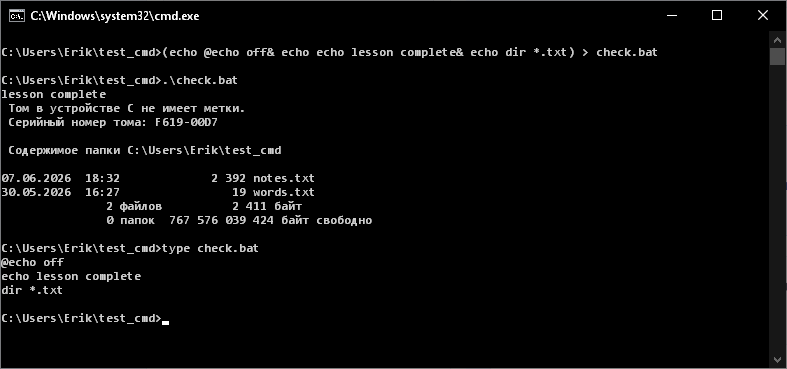 C:\Windows\system32\cmd.exe
C:\Users\Erik\test_cmd>(echo @echo off& echo echo lesson complete& echo dir *.txt) > check.bat
C:\Users\Erik\test_cmd>.\check.bat
lesson complete
 Том в устройстве C не имеет метки.
 Серийный номер тома: F619-00D7
 Содержимое папки C:\Users\Erik\test_cmd
07.06.2026  18:32             2 392 notes.txt
30.05.2026  16:27                19 words.txt
               2 файлов          2 411 байт
               0 папок  767 576 039 424 байт свободно
C:\Users\Erik\test_cmd>type check.bat
@echo off
echo lesson complete
dir *.txt
C:\Users\Erik\test_cmd>